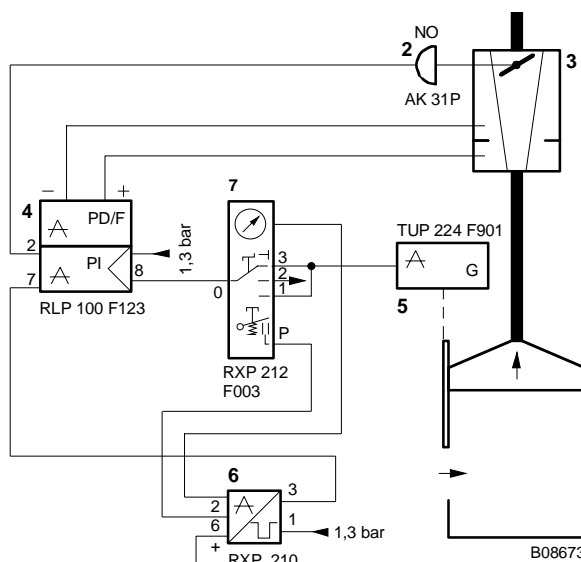 NO
2
3
AK 31P
− +
4
PD/F
7
2
PI
1,3 bar
7
8
RLP 100 F123
3
2
1
0
P
RXP 212
F003
TUP 224 F901
G
5
6
3
2
6
1
+
1,3 bar
RXP 210
B08673